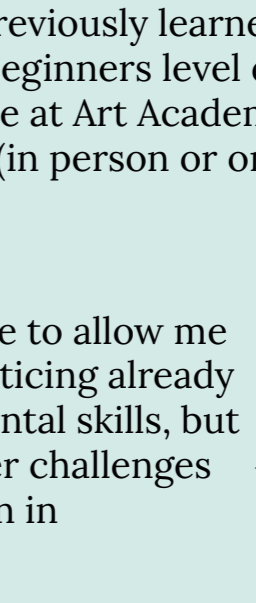 reviously learne
eginners level
e at Art Academ
(in person or or
e to allow me
ticing already
ntal skills, but
er challenges
n in